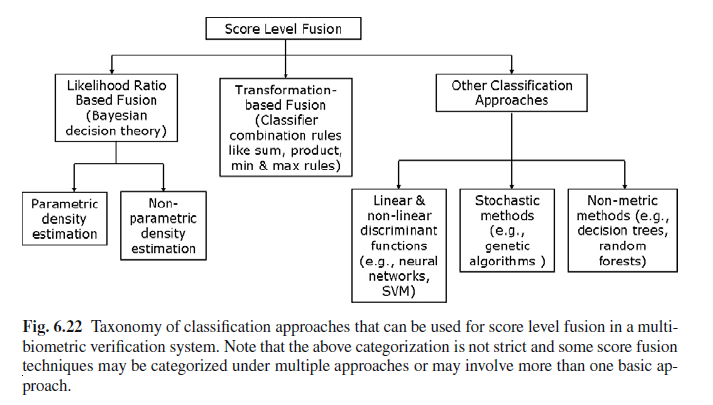 Score Level Fusion
Likelihood Ratio
Based Fusion
(Bayesian
decision theory)
Transformation-
based Fusion
(Classifier
combination rules
like sum, product,
min & max rules)
Other Classification
Approaches
Parametric
density
estimation
Non-
parametric
density
estimation
Linear &
non-linear
discriminant
functions
(e.g., neural
networks,
SVM)
Stochastic
methods
(e.g.,
genetic
algorithms )
Non-metric
methods (e.g.,
decision trees,
random
forests)
Fig. 6.22 Taxonomy of classification approaches that can be used for score level fusion in a multi-
biometric verification system. Note that the above categorization is not strict and some score fusion
techniques may be categorized under multiple approaches or may involve more than one basic ap-
proach.